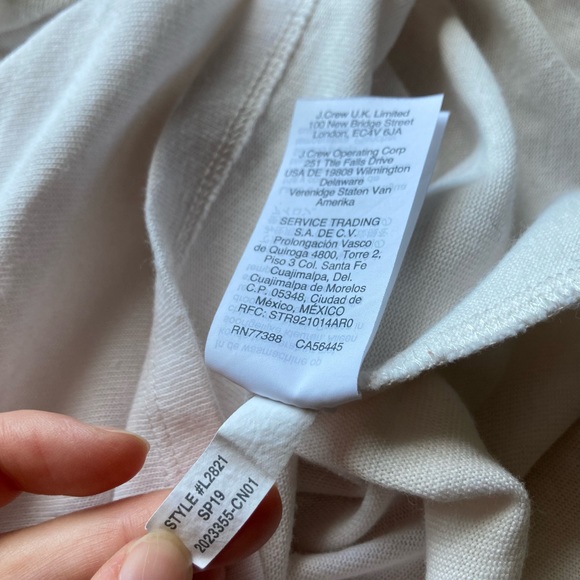 J.Crew U.K. Limited
100 New Bridge Street
London, EC4V 6JA
J.Crew Operating Corp
251 Tlle Falls Drive
USA DE 19808 Wilmington
Delaware
Verenidge Staten Van
Amerika
SERVICE TRADING
S.A. DE C.V.
Prolongación Vasco
de Quiroga 4800, Torre 2,
Piso 3 Col. Santa Fe
Cuajimalpa, Del.
Cuajimalpa de Morelos
C.P. 05348, Ciudad de
México, MÉXICO
RFC: STR921014AR0
RN77388 CA56445
STYLE #L2821
SP19
2023355-CN01